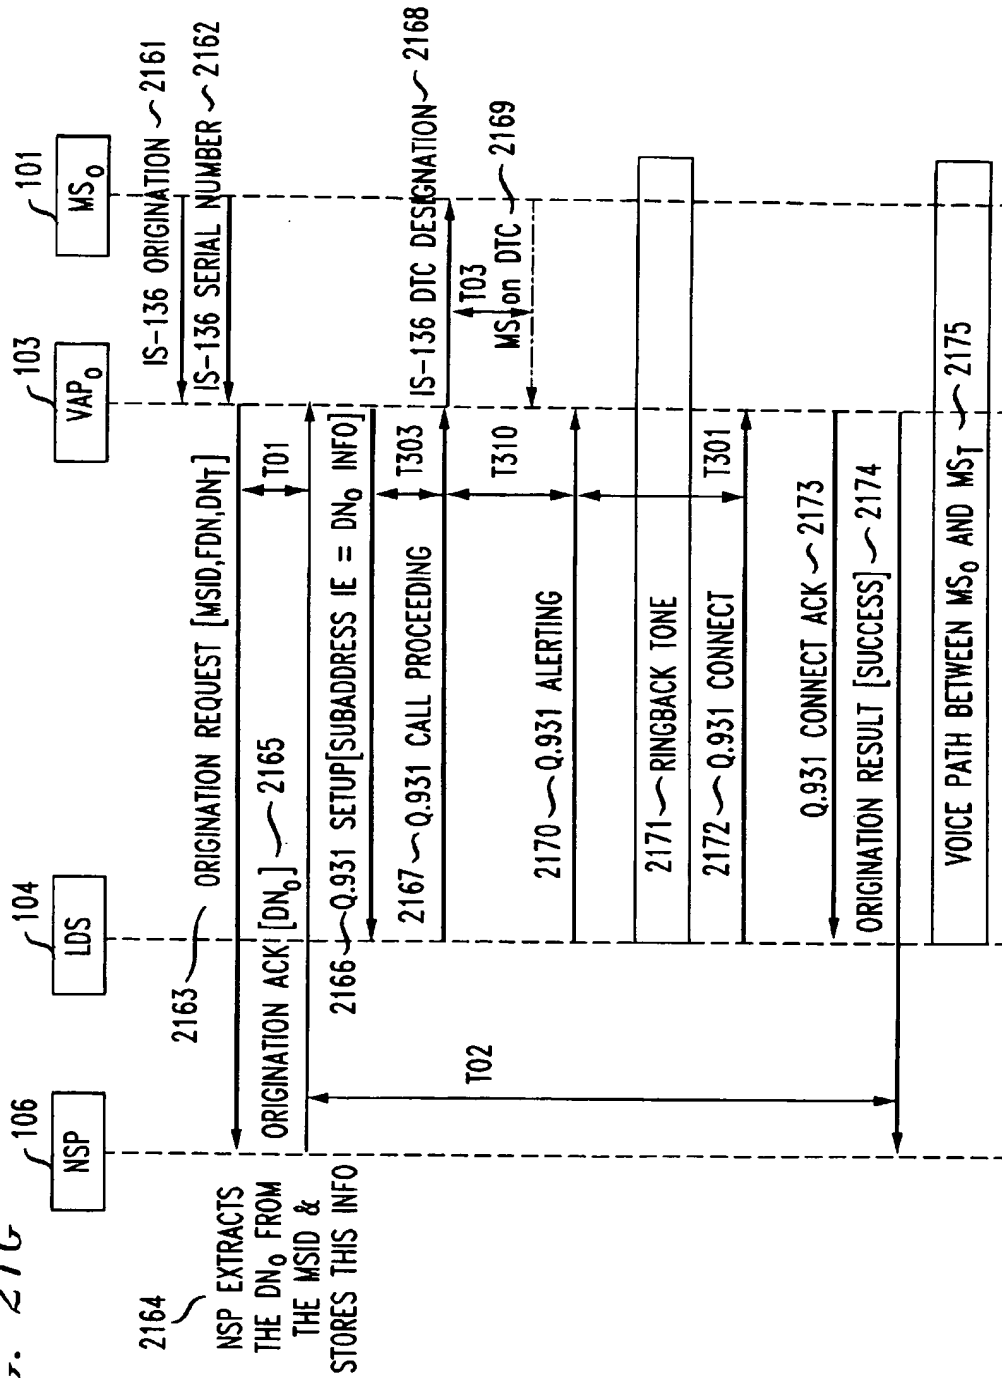 G. 21G
NSP
106
LDS
104
VAP0
103
MS0
101
IS-136 ORIGINATION 2161
IS-136 SERIAL NUMBER 2162
2163 ORIGINATION REQUEST [MSID,FDN,DNT]
2164
NSP EXTRACTS
THE DN0 FROM
THE MSID &
STORES THIS INFO
T01
ORIGINATION ACK [DN0] 2165
2166 Q.931 SETUP[SUBADDRESS IE = DN0 INFO]
T303
2167 Q.931 CALL PROCEEDING
IS-136 DTC DESIGNATION 2168
T03
MS on DTC 2169
T310
2170 Q.931 ALERTING
2171 RINGBACK TONE
T301
2172 Q.931 CONNECT
Q.931 CONNECT ACK 2173
T02
ORIGINATION RESULT [SUCCESS] 2174
VOICE PATH BETWEEN MS0 AND MST 2175